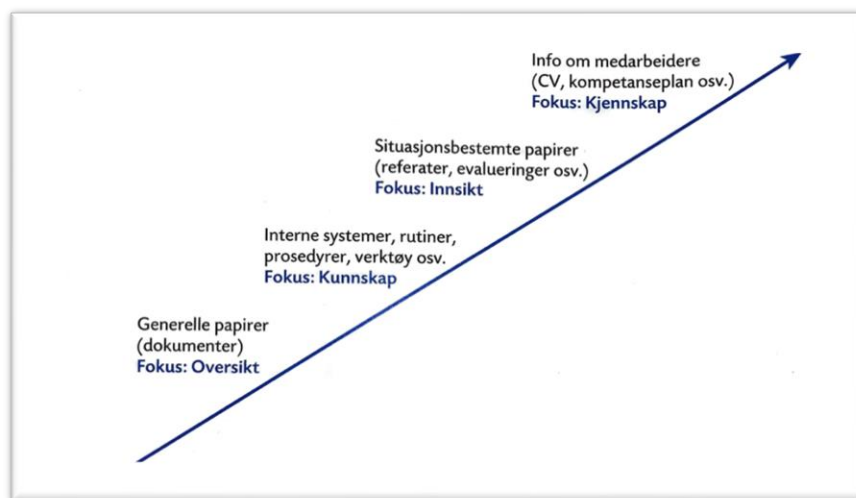 Info om medarbeidere
(CV, kompetanseplan osv.)
Fokus: Kjennskap
Situasjonsbestemte papirer
(referater, evalueringer osv.)
Fokus: Innsikt
Interne systemer, rutiner,
prosedyrer, verktøy osv.
Fokus: Kunnskap
Generelle papirer
(dokumenter)
Fokus: Oversikt